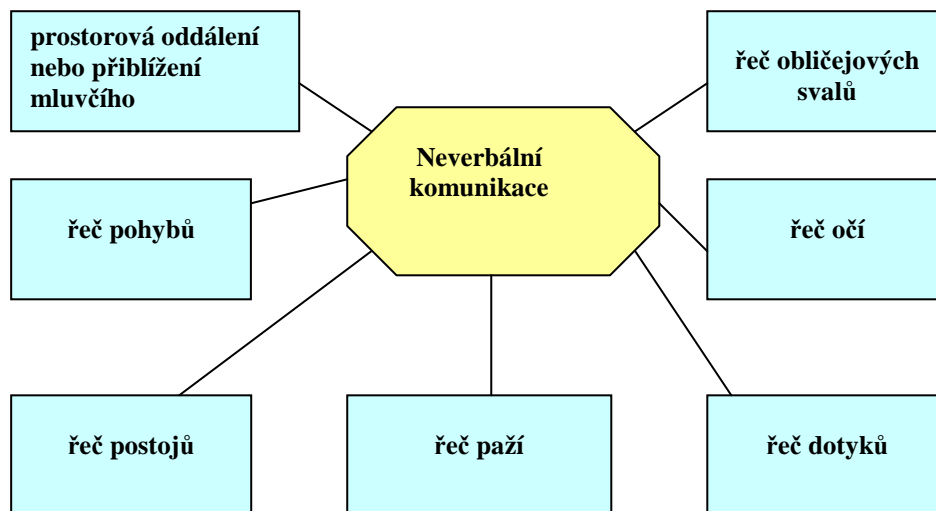 prostorová oddálení
nebo přiblížení
mluvčího
řeč obličejových
svalů
Neverbální
komunikace
řeč pohybů
řeč očí
řeč postojů
řeč paží
řeč dotyků